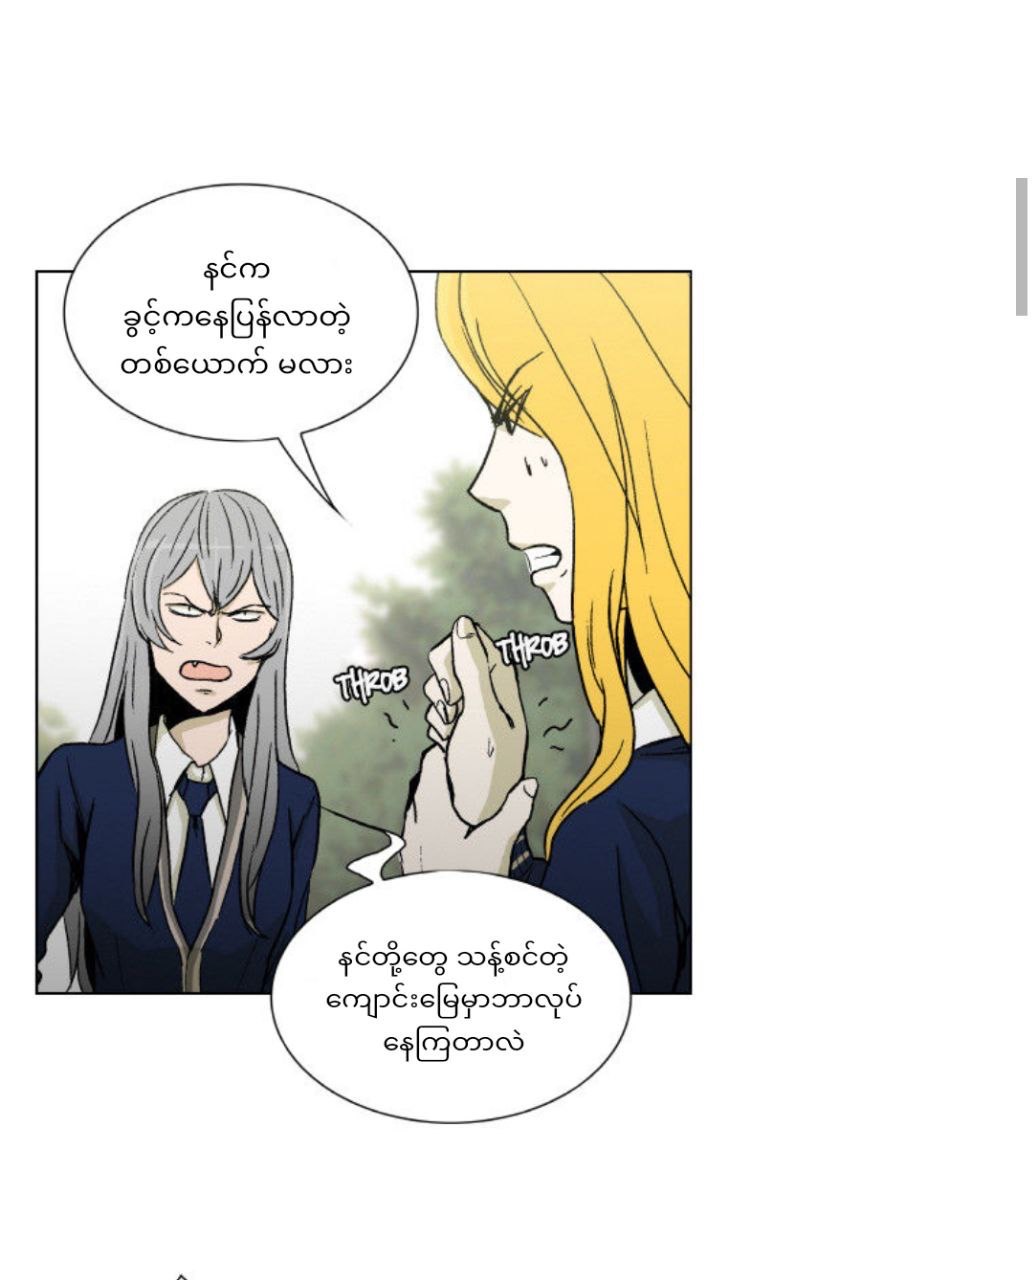 နင်က
ခွင့်ကနေပြန်လာတဲ့
တစ်ယောက် မလား
THROB
THROB
နင်တို့တွေ သန့်စင်တဲ့
ကျောင်းမြေမှာဘာလုပ်
နေကြတာလဲ